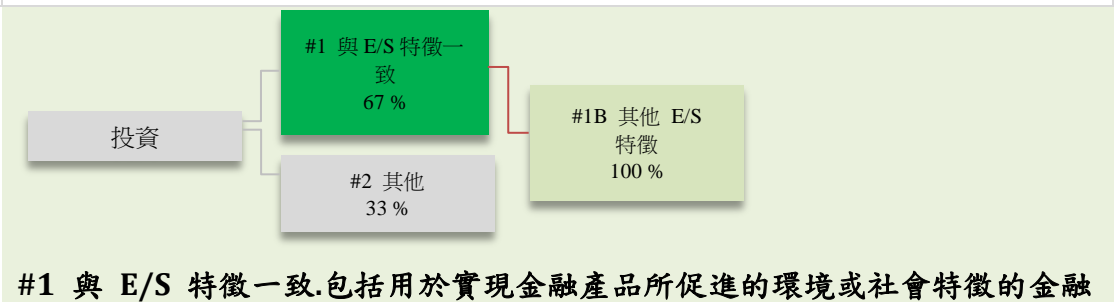 #1 與 E/S 特徵一
致
67 %
投資
#1B 其他 E/S
特徵
100 %
#2 其他
33 %
#1 與 E/S 特徵一致.包括用於實現金融產品所促進的環境或社會特徵的金融